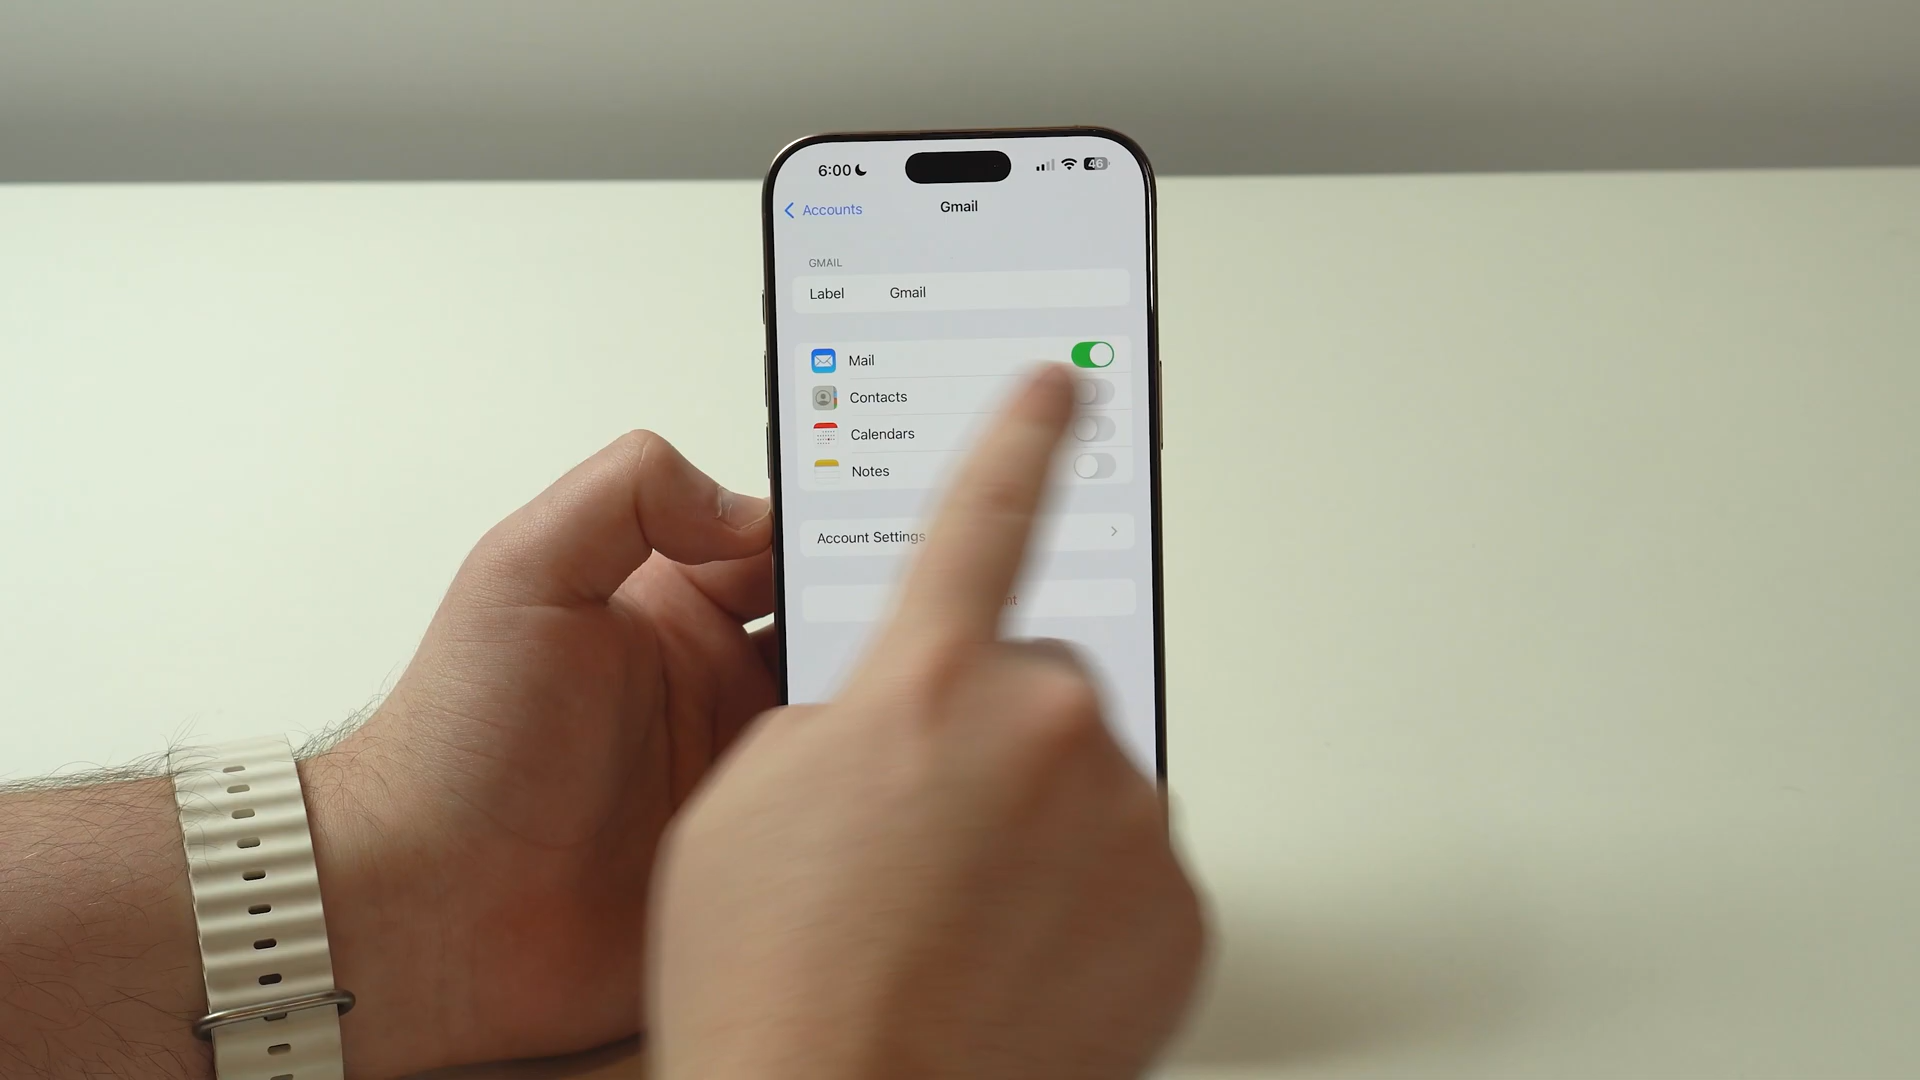 6:00
46
Accounts
Gmail
GMAIL
Label Gmail
Mail
Contacts
Calendars
Notes
Account Settings